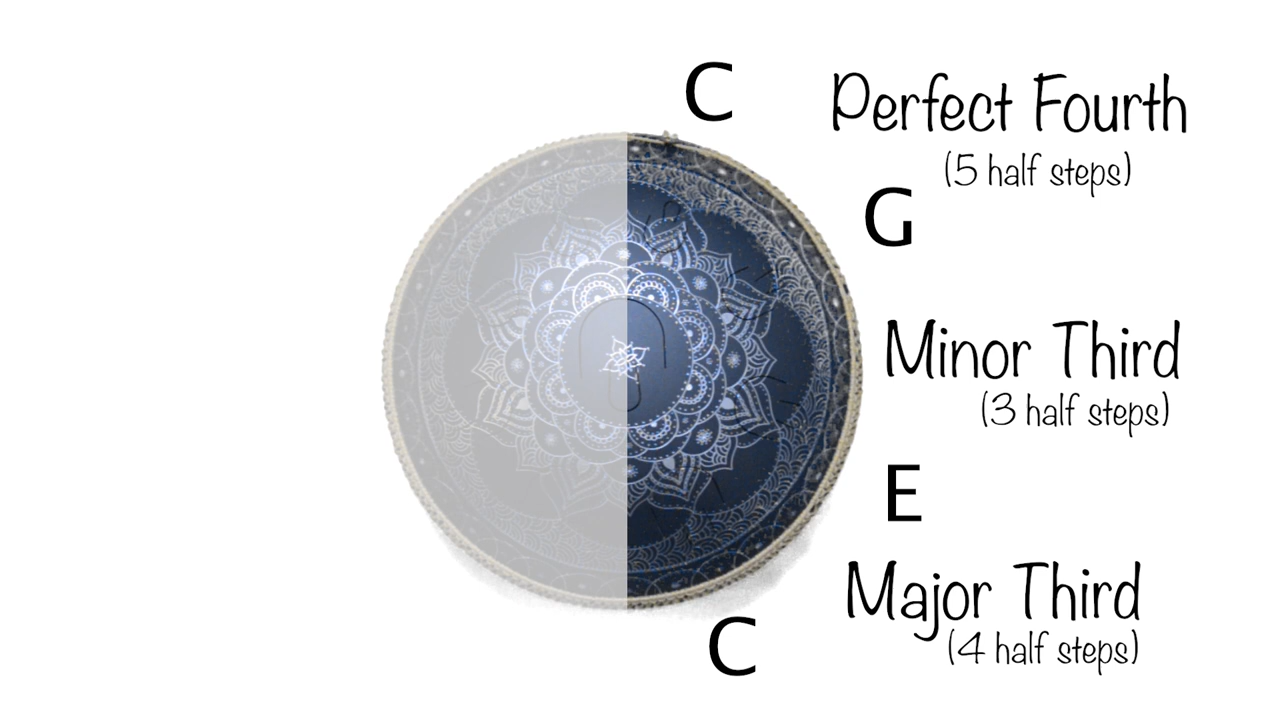 C
Perfect Fourth
(5 half steps)
G
Minor Third
(3 half steps)
E
Major Third
(4 half steps)
C